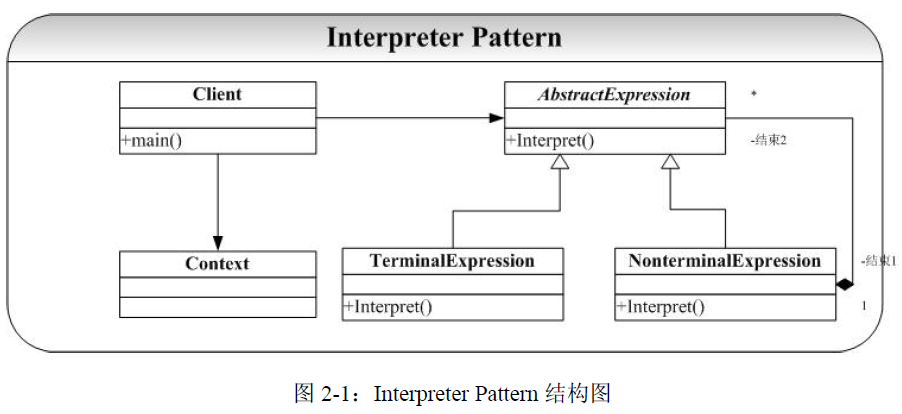 Interpreter Pattern
Client
+main()
AbstractExpression
+Interpret()
*
-结束2
Context
TerminalExpression
+Interpret()
NonterminalExpression
+Interpret()
-结束1
1
图 2-1：Interpreter Pattern 结构图